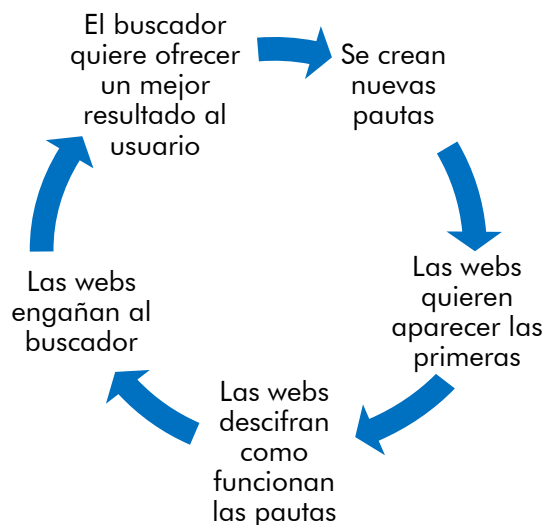 El buscador
quiere ofrecer
un mejor
resultado al
usuario
Se crean
nuevas
pautas
Las webs
quieren
aparecer las
primeras
Las webs
descifran
como
funcionan
las pautas
Las webs
engañan al
buscador